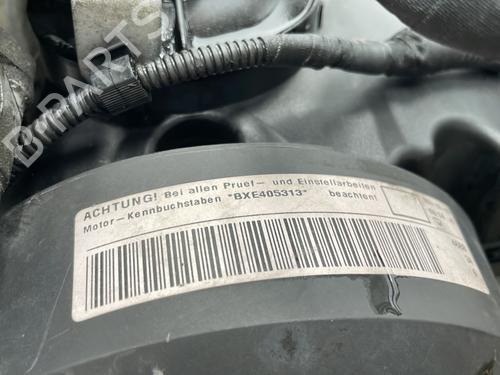 B-PARTS
ACHTUNG! Bei allen Pruef- und Einstellarbeiten
Motor-Kennbuchstaben "BXE405313" beachten!